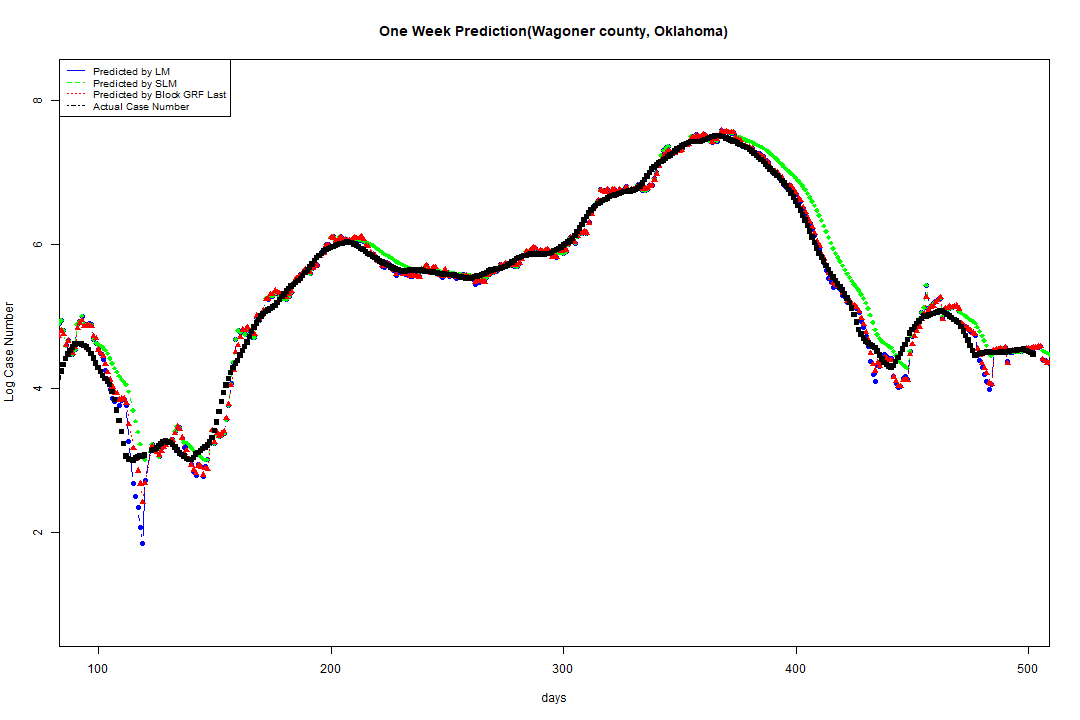 One Week Prediction(Wagoner county, Oklahoma)
Predicted by LM
Predicted by SLM
Predicted by Block GRF Last
Actual Case Number
8
6
4
2
Log Case Number
100 200 300 400 500
days